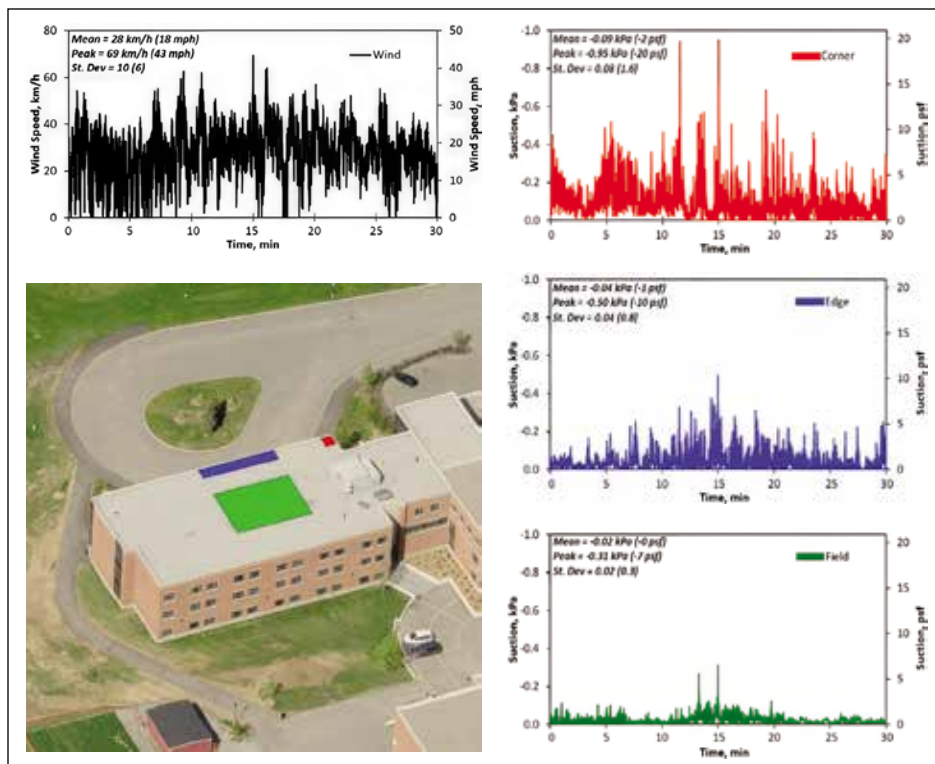 Mean = 28 km/h (18 mph)
Peak = 69 km/h (43 mph)
St. Dev = 10 (6)
Wind
Wind Speed, km/h
Wind Speed, mph
80
60
40
20
0
50
40
30
20
10
0
0 5 10 15 20 25 30
Time, min
Mean = -0.09 kPa (-2 psf)
Peak = -0.95 kPa (-20 psf)
St. Dev = 0.08 (1.6)
Corner
Suction, kPa
Suction, psf
-1.0
-0.8
-0.6
-0.4
-0.2
-0.0
20
15
10
5
0
0 5 10 15 20 25 30
Time, min
Mean = -0.04 kPa (-1 psf)
Peak = -0.50 kPa (-10 psf)
St. Dev = 0.04 (0.8)
Edge
Suction, kPa
Suction, psf
-1.0
-0.8
-0.6
-0.4
-0.2
-0.0
20
15
10
5
0
0 5 10 15 20 25 30
Time, min
Mean = -0.02 kPa (-0 psf)
Peak = -0.31 kPa (-7 psf)
St. Dev = 0.02 (0.3)
Field
Suction, kPa
Suction, psf
-1.0
-0.8
-0.6
-0.4
-0.2
-0.0
20
15
10
5
0
0 5 10 15 20 25 30
Time, min